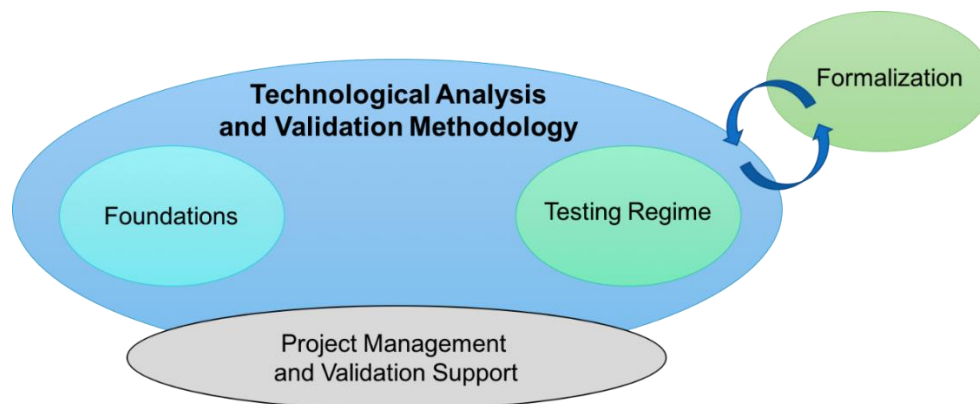 Technological Analysis
and Validation Methodology
Formalization
Foundations
Testing Regime
Project Management
and Validation Support